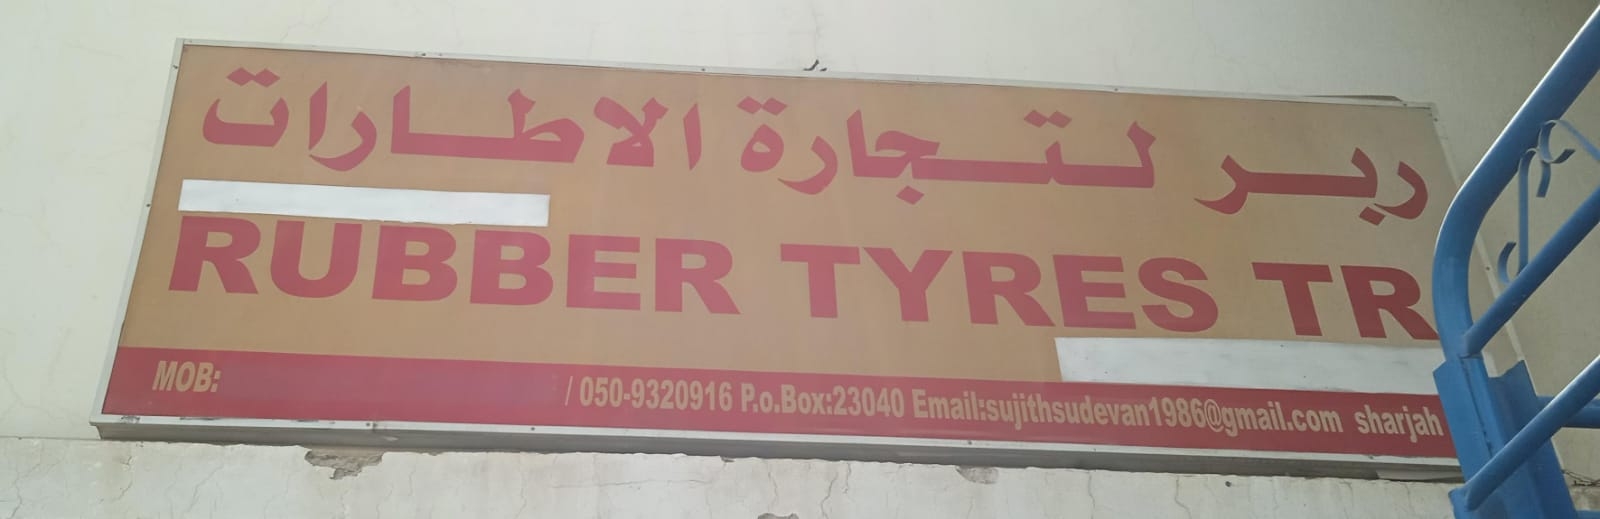 ربر لتجارة الاطارات
RUBBER TYRES TR
MOB: / 050-9320916 P.o.Box:23040 Email:sujithsudevan1986@gmail.com sharjah